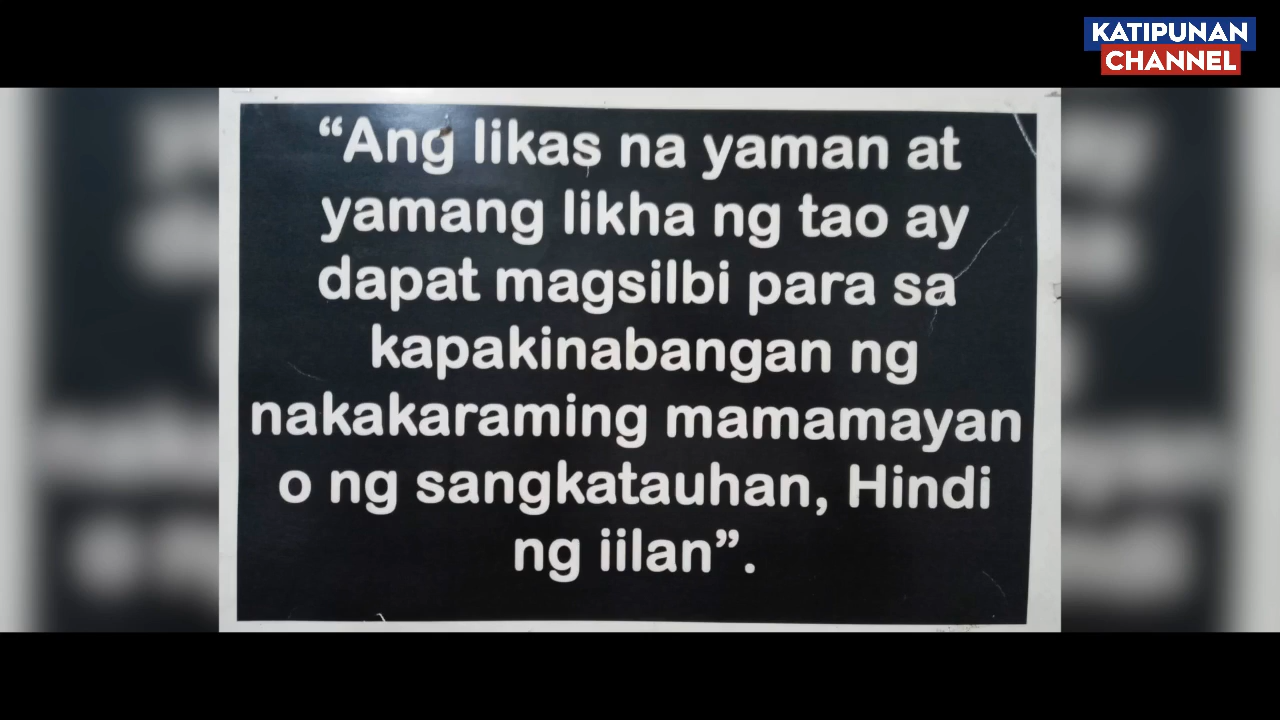 KATIPUNAN
CHANNEL
“Ang likas na yaman at
yamang likha ng tao ay
dapat magsilbi para sa
kapakinabangan ng
nakakaraming mamamayan
o ng sangkatauhan, Hindi
ng iilan”.